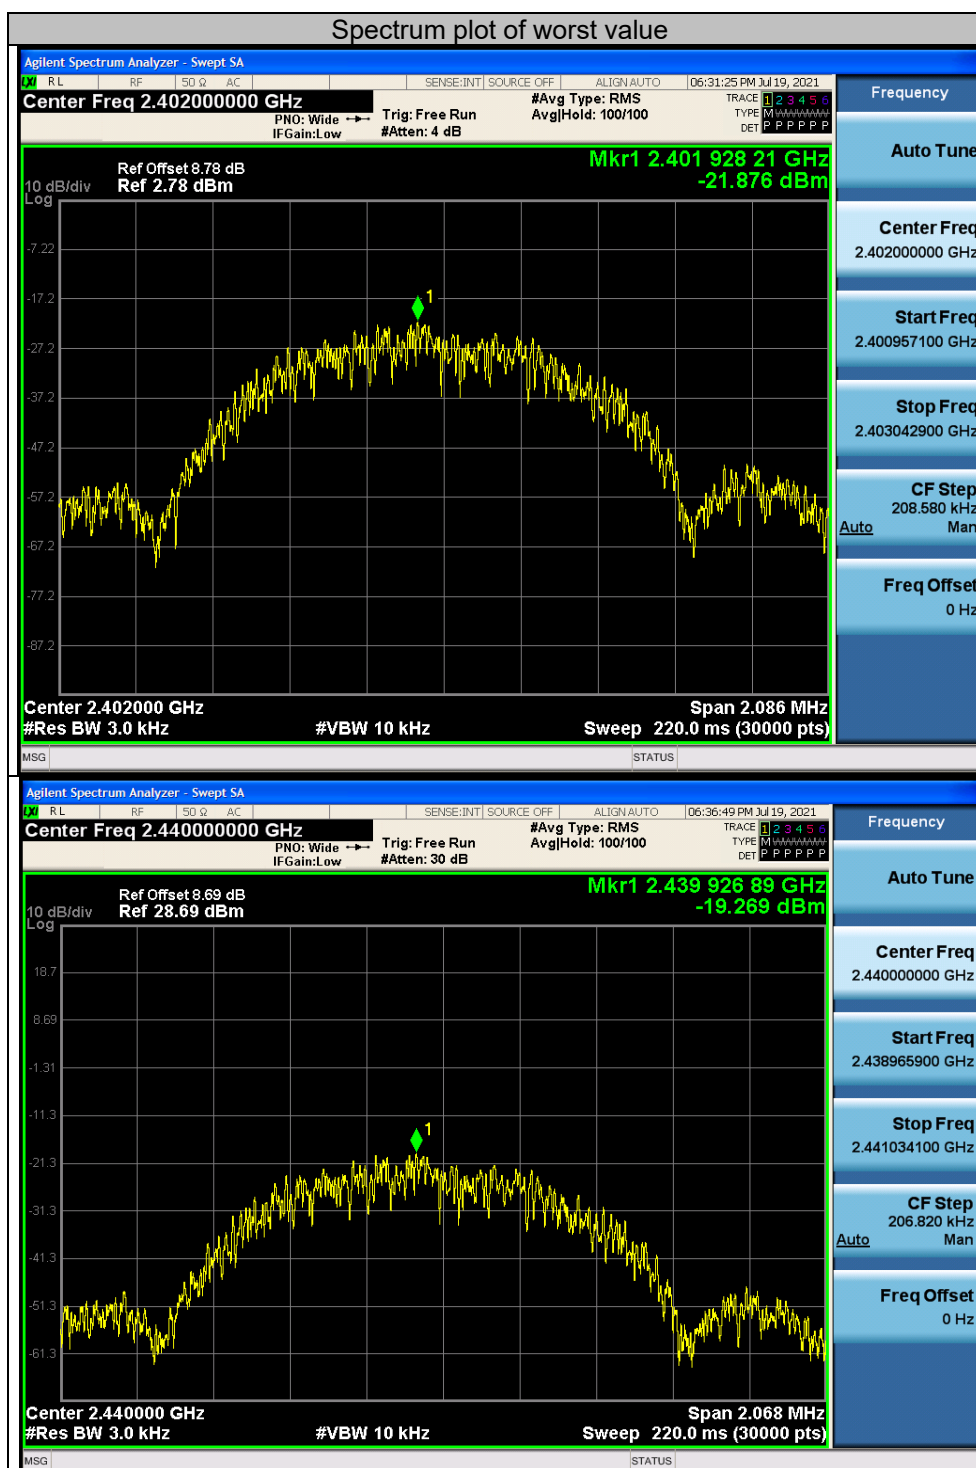 Spectrum plot of worst value
Agilent Spectrum Analyzer - Swept SA
LXI RL RF 50 Ω AC SENSE:INT SOURCE OFF ALIGN AUTO 06:31:25 PM Jul 19, 2021
Center Freq 2.402000000 GHz
PNO: Wide
IFGain:Low
Trig: Free Run
#Atten: 4 dB
#Avg Type: RMS
Avg|Hold: 100/100
TRACE 1 2 3 4 5 6
TYPE M WWWWW
DET P P P P P P
Frequency
Ref Offset 8.78 dB
10 dB/div Ref 2.78 dBm
Log
Mkr1 2.401 928 21 GHz
-21.876 dBm
1
-7.22
-17.2
-27.2
-37.2
-47.2
-57.2
-67.2
-77.2
-87.2
Center 2.402000 GHz Span 2.086 MHz
#Res BW 3.0 kHz #VBW 10 kHz Sweep 220.0 ms (30000 pts)
MSG STATUS
Auto Tune
Center Freq
2.402000000 GHz
Start Freq
2.400957100 GHz
Stop Freq
2.403042900 GHz
CF Step
208.580 kHz
Auto Man
Freq Offset
0 Hz
Agilent Spectrum Analyzer - Swept SA
LXI RL RF 50 Ω AC SENSE:INT SOURCE OFF ALIGN AUTO 06:36:49 PM Jul 19, 2021
Center Freq 2.440000000 GHz
PNO: Wide
IFGain:Low
Trig: Free Run
#Atten: 30 dB
#Avg Type: RMS
Avg|Hold: 100/100
TRACE 1 2 3 4 5 6
TYPE M WWWWW
DET P P P P P P
Frequency
Ref Offset 8.69 dB
10 dB/div Ref 28.69 dBm
Log
Mkr1 2.439 926 89 GHz
-19.269 dBm
1
18.7
8.69
-1.31
-11.3
-21.3
-31.3
-41.3
-51.3
-61.3
Center 2.440000 GHz Span 2.068 MHz
#Res BW 3.0 kHz #VBW 10 kHz Sweep 220.0 ms (30000 pts)
MSG STATUS
Auto Tune
Center Freq
2.440000000 GHz
Start Freq
2.438965900 GHz
Stop Freq
2.441034100 GHz
CF Step
206.820 kHz
Auto Man
Freq Offset
0 Hz